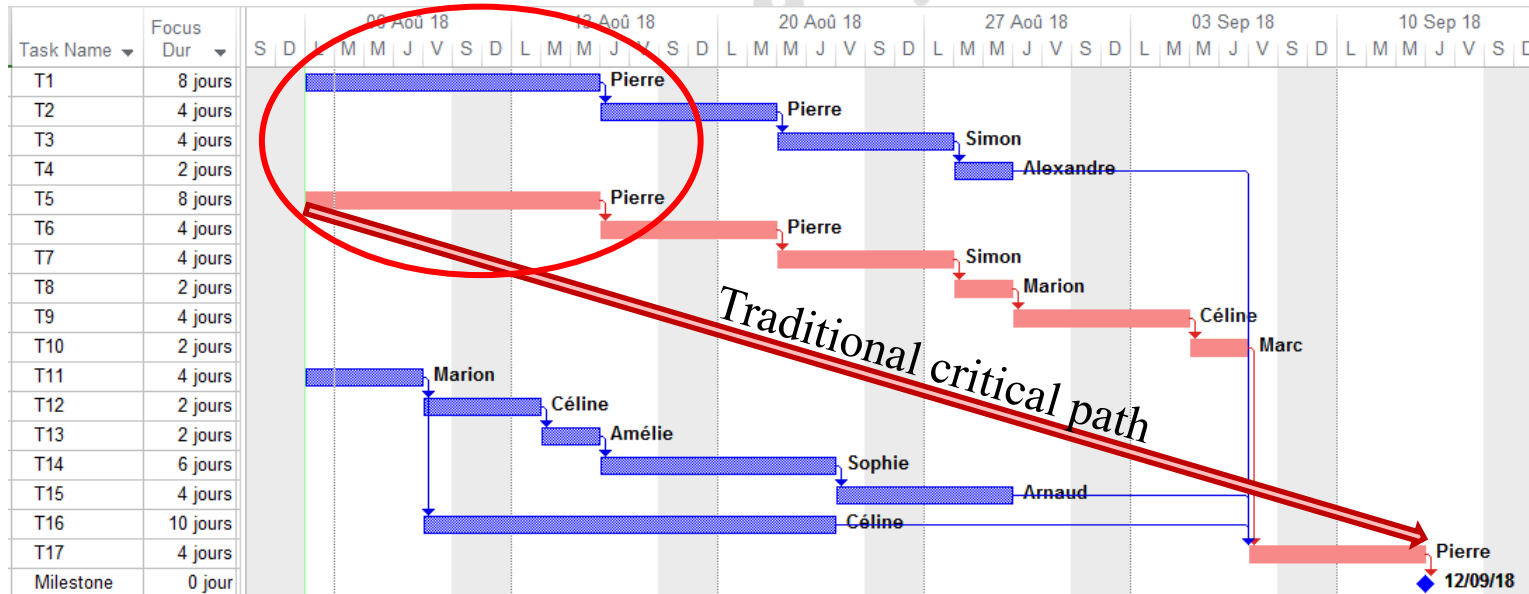 Focus
06 Aoû 18 13 Aoû 18 20 Aoû 18 27 Aoû 18 03 Sep 18 10 Sep 18
Task Name Dur S D L M M J V S D L M M J V S D L M M J V S D L M M J V S D L M M J V S D L M M J V S D
T1 8 jours Pierre
T2 4 jours Pierre
T3 4 jours Simon
T4 2 jours Alexandre
T5 8 jours Pierre
T6 4 jours Pierre
T7 4 jours Simon
T8 2 jours Marion
T9 4 jours Céline
T10 2 jours Marc
Traditional critical path
T11 4 jours Marion
T12 2 jours Céline
T13 2 jours Amélie
T14 6 jours Sophie
T15 4 jours Arnaud
T16 10 jours Céline
T17 4 jours Pierre
Milestone 0 jour 12/09/18